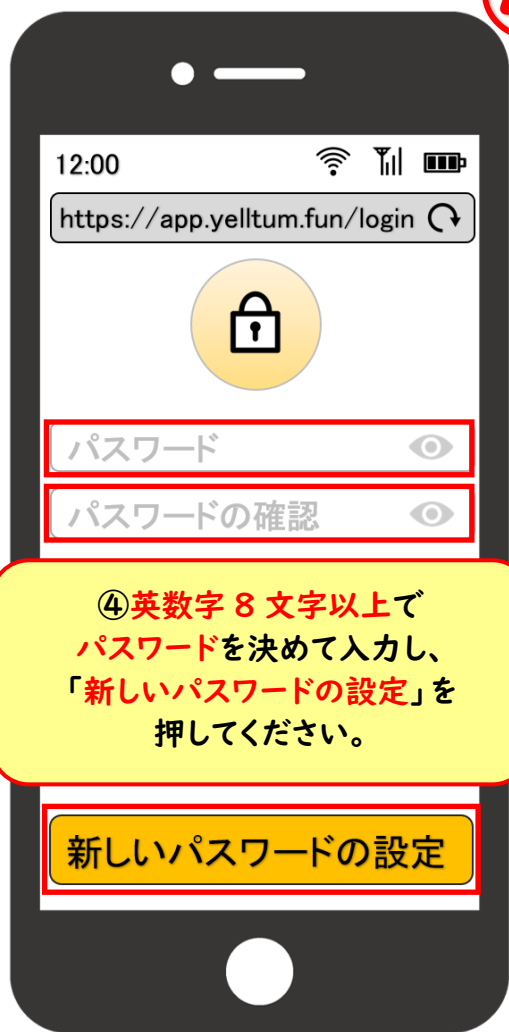 12:00
https://app.yelltum.fun/login
パスワード
パスワードの確認
④英数字 8 文字以上で
パスワードを決めて入力し、
「新しいパスワードの設定」を
押してください。
新しいパスワードの設定